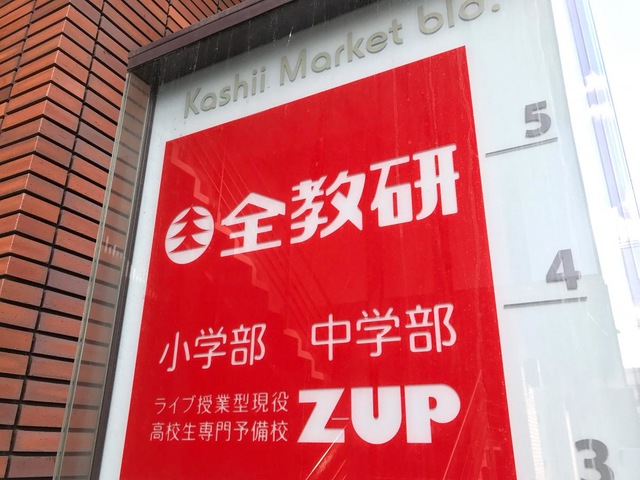 Kashii Market bld.
5
全教研
4
小学部 中学部
ライブ授業型現役
高校生専門予備校
ZUP
3